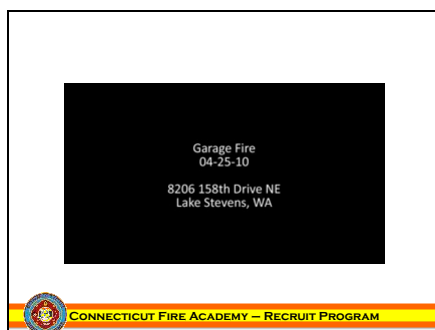 Garage Fire
04-25-10
8206 158th Drive NE
Lake Stevens, WA
CONNECTICUT FIRE ACADEMY – RECRUIT PROGRAM